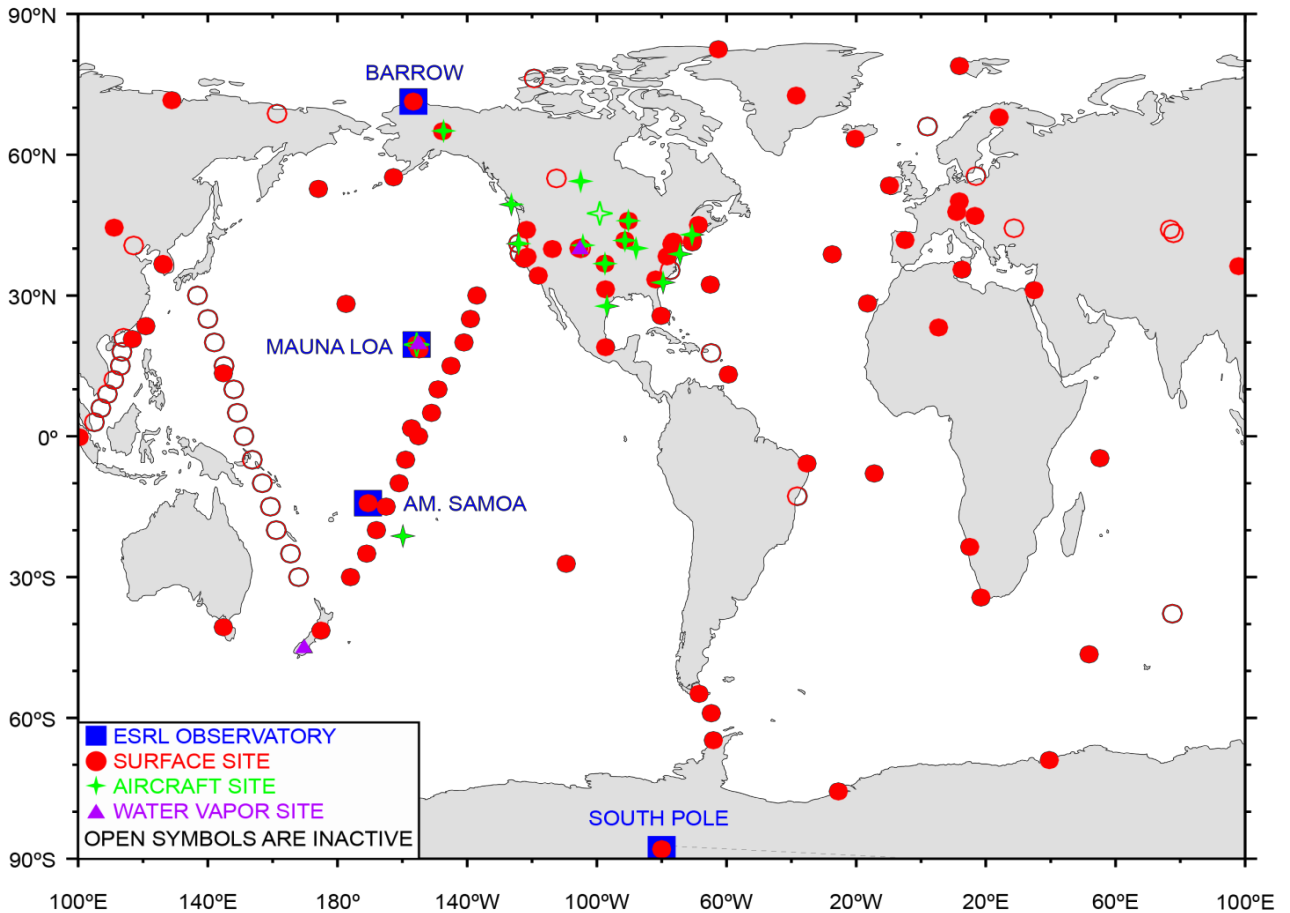 90ºN
60ºN
30ºN
0º
30ºS
60ºS
90ºS
BARROW
MAUNA LOA
AM. SAMOA
SOUTH POLE
ESRL OBSERVATORY
SURFACE SITE
AIRCRAFT SITE
WATER VAPOR SITE
OPEN SYMBOLS ARE INACTIVE
100ºE 140ºE 180º 140ºW 100ºW 60ºW 20ºW 20ºE 60ºE 100ºE